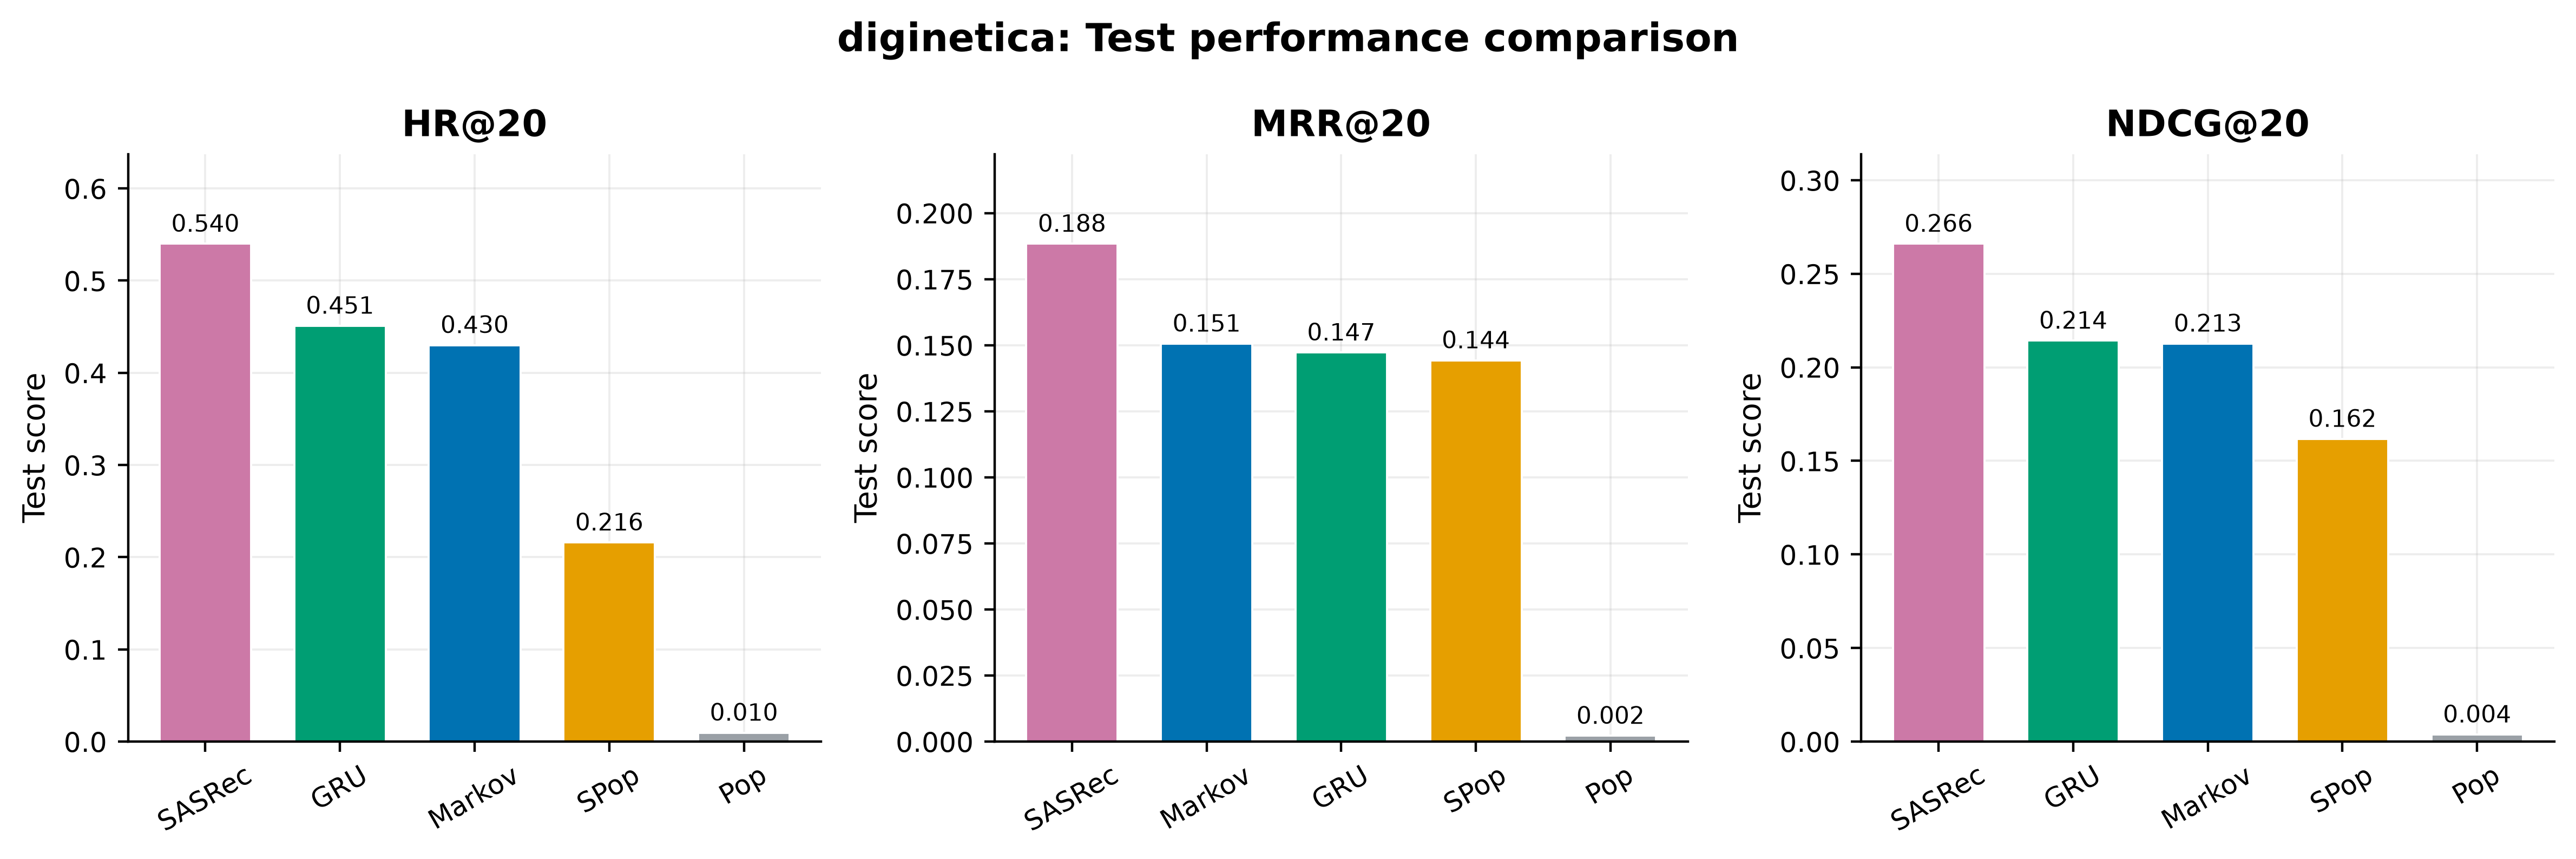 diginetica: Test performance comparison
HR@20
Test score
0.6
0.5
0.4
0.3
0.2
0.1
0.0
0.540
0.451
0.430
0.216
0.010
SASRec
GRU
Markov
SPop
Pop
MRR@20
Test score
0.200
0.175
0.150
0.125
0.100
0.075
0.050
0.025
0.000
0.188
0.151
0.147
0.144
0.002
SASRec
Markov
GRU
SPop
Pop
NDCG@20
Test score
0.30
0.25
0.20
0.15
0.10
0.05
0.00
0.266
0.214
0.213
0.162
0.004
SASRec
GRU
Markov
SPop
Pop